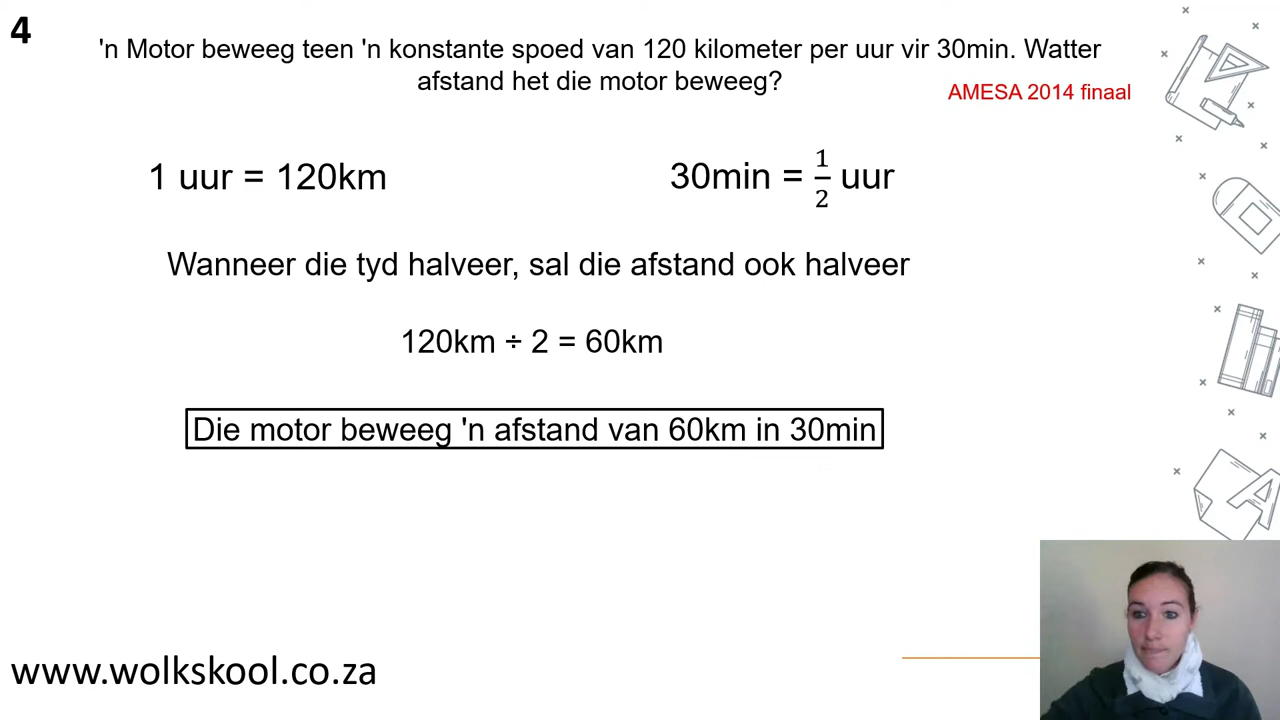 4
'n Motor beweeg teen 'n konstante spoed van 120 kilometer per uur vir 30min. Watter
afstand het die motor beweeg?
AMESA 2014 finaal
1 uur = 120km
30min = 1/2 uur
Wanneer die tyd halveer, sal die afstand ook halveer
120km ÷ 2 = 60km
Die motor beweeg 'n afstand van 60km in 30min
www.wolkskool.co.za